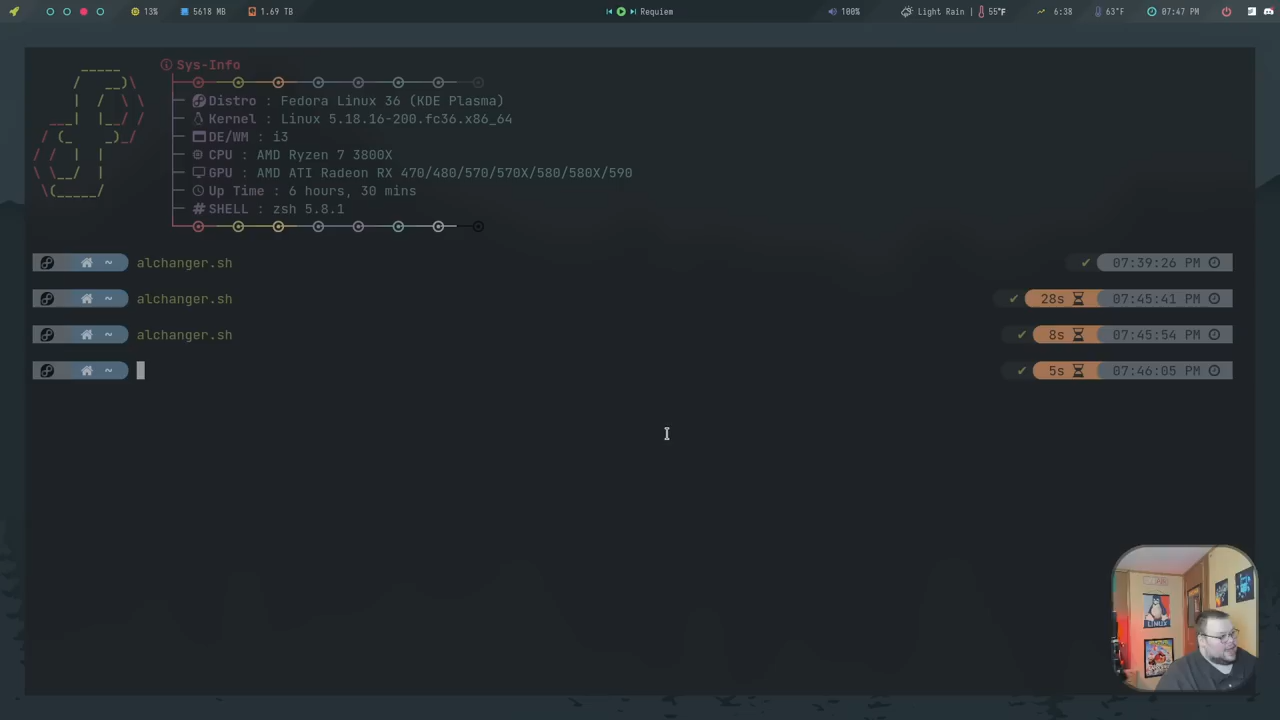 13% 5618 MB 1.69 TB Requiem 100% Light Rain | 55°F 6:38 63°F 07:47 PM
Sys-Info
Distro : Fedora Linux 36 (KDE Plasma)
Kernel : Linux 5.18.16-200.fc36.x86_64
DE/WM : i3
CPU : AMD Ryzen 7 3800X
GPU : AMD ATI Radeon RX 470/480/570/570X/580/580X/590
Up Time : 6 hours, 30 mins
SHELL : zsh 5.8.1
~ alchanger.sh ✔ 07:39:26 PM
~ alchanger.sh ✔ 28s 07:45:41 PM
~ alchanger.sh ✔ 8s 07:45:54 PM
~ ✔ 5s 07:46:05 PM
LINUX